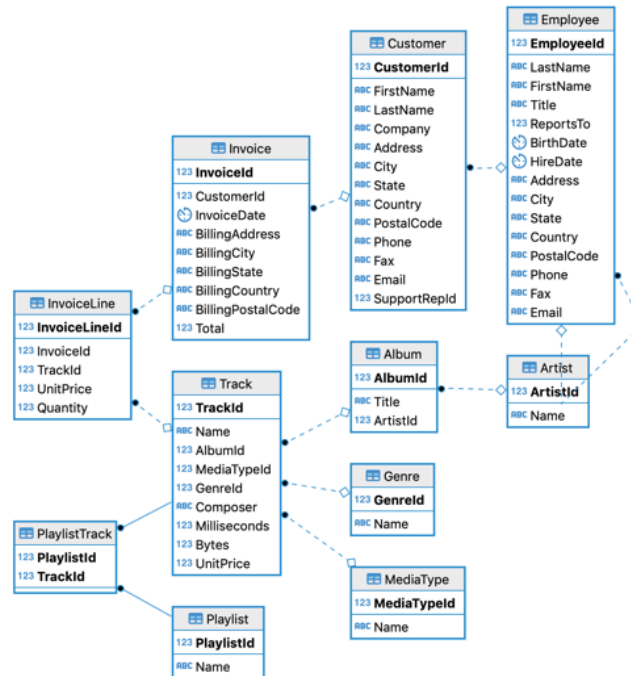 Customer
123 CustomerId
ABC FirstName
ABC LastName
ABC Company
ABC Address
ABC City
ABC State
ABC Country
ABC PostalCode
ABC Phone
ABC Fax
ABC Email
123 SupportRepId
Employee
123 EmployeeId
ABC LastName
ABC FirstName
ABC Title
123 ReportsTo
BirthDate
HireDate
ABC Address
ABC City
ABC State
ABC Country
ABC PostalCode
ABC Phone
ABC Fax
ABC Email
Invoice
123 InvoiceId
123 CustomerId
InvoiceDate
ABC BillingAddress
ABC BillingCity
ABC BillingState
ABC BillingCountry
ABC BillingPostalCode
123 Total
InvoiceLine
123 InvoiceLineId
123 InvoiceId
123 TrackId
123 UnitPrice
123 Quantity
Track
123 TrackId
ABC Name
123 AlbumId
123 MediaTypeId
123 GenreId
ABC Composer
123 Milliseconds
123 Bytes
123 UnitPrice
Album
123 AlbumId
ABC Title
123 ArtistId
Artist
123 ArtistId
ABC Name
Genre
123 GenreId
ABC Name
MediaType
123 MediaTypeId
ABC Name
PlaylistTrack
123 PlaylistId
123 TrackId
Playlist
123 PlaylistId
ABC Name